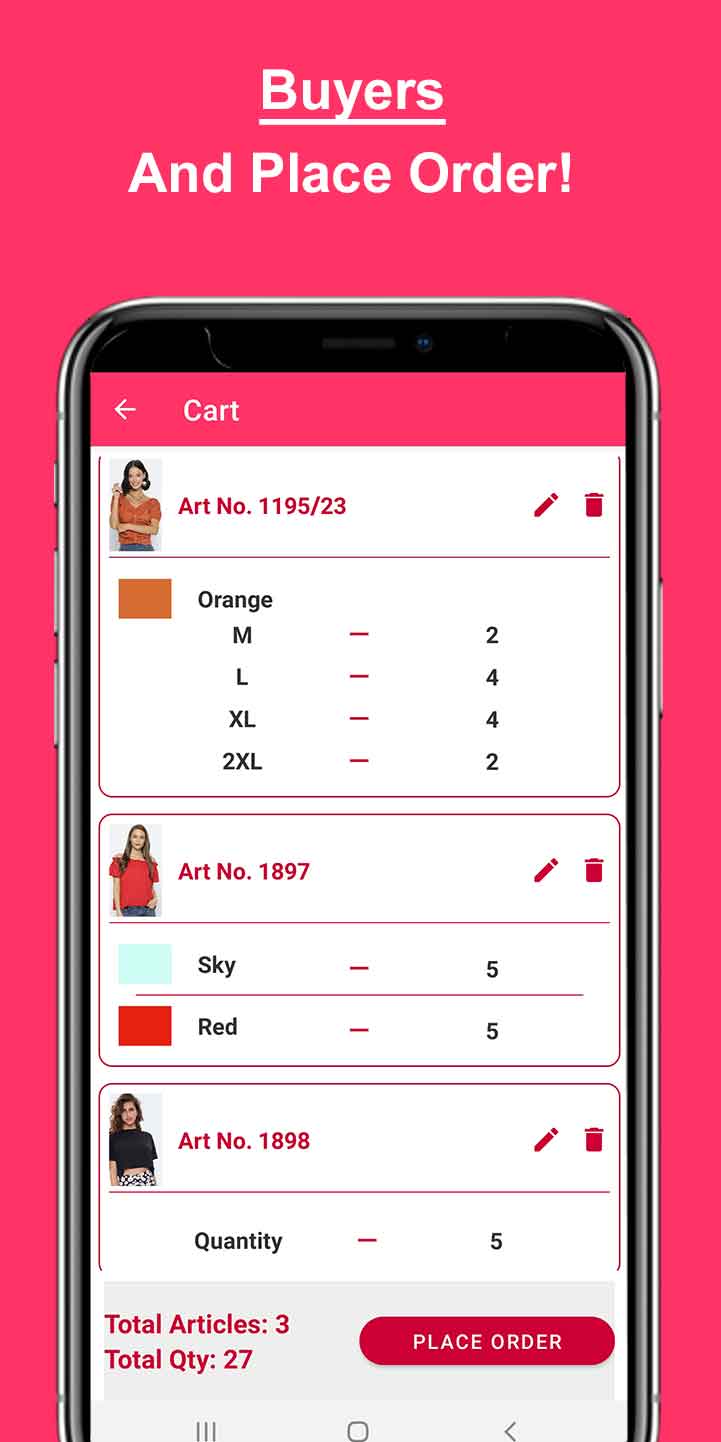 Buyers
And Place Order!
Cart
Art No. 1195/23
Orange
M — 2
L — 4
XL — 4
2XL — 2
Art No. 1897
Sky — 5
Red — 5
Art No. 1898
Quantity — 5
Total Articles: 3
PLACE ORDER
Total Qty: 27